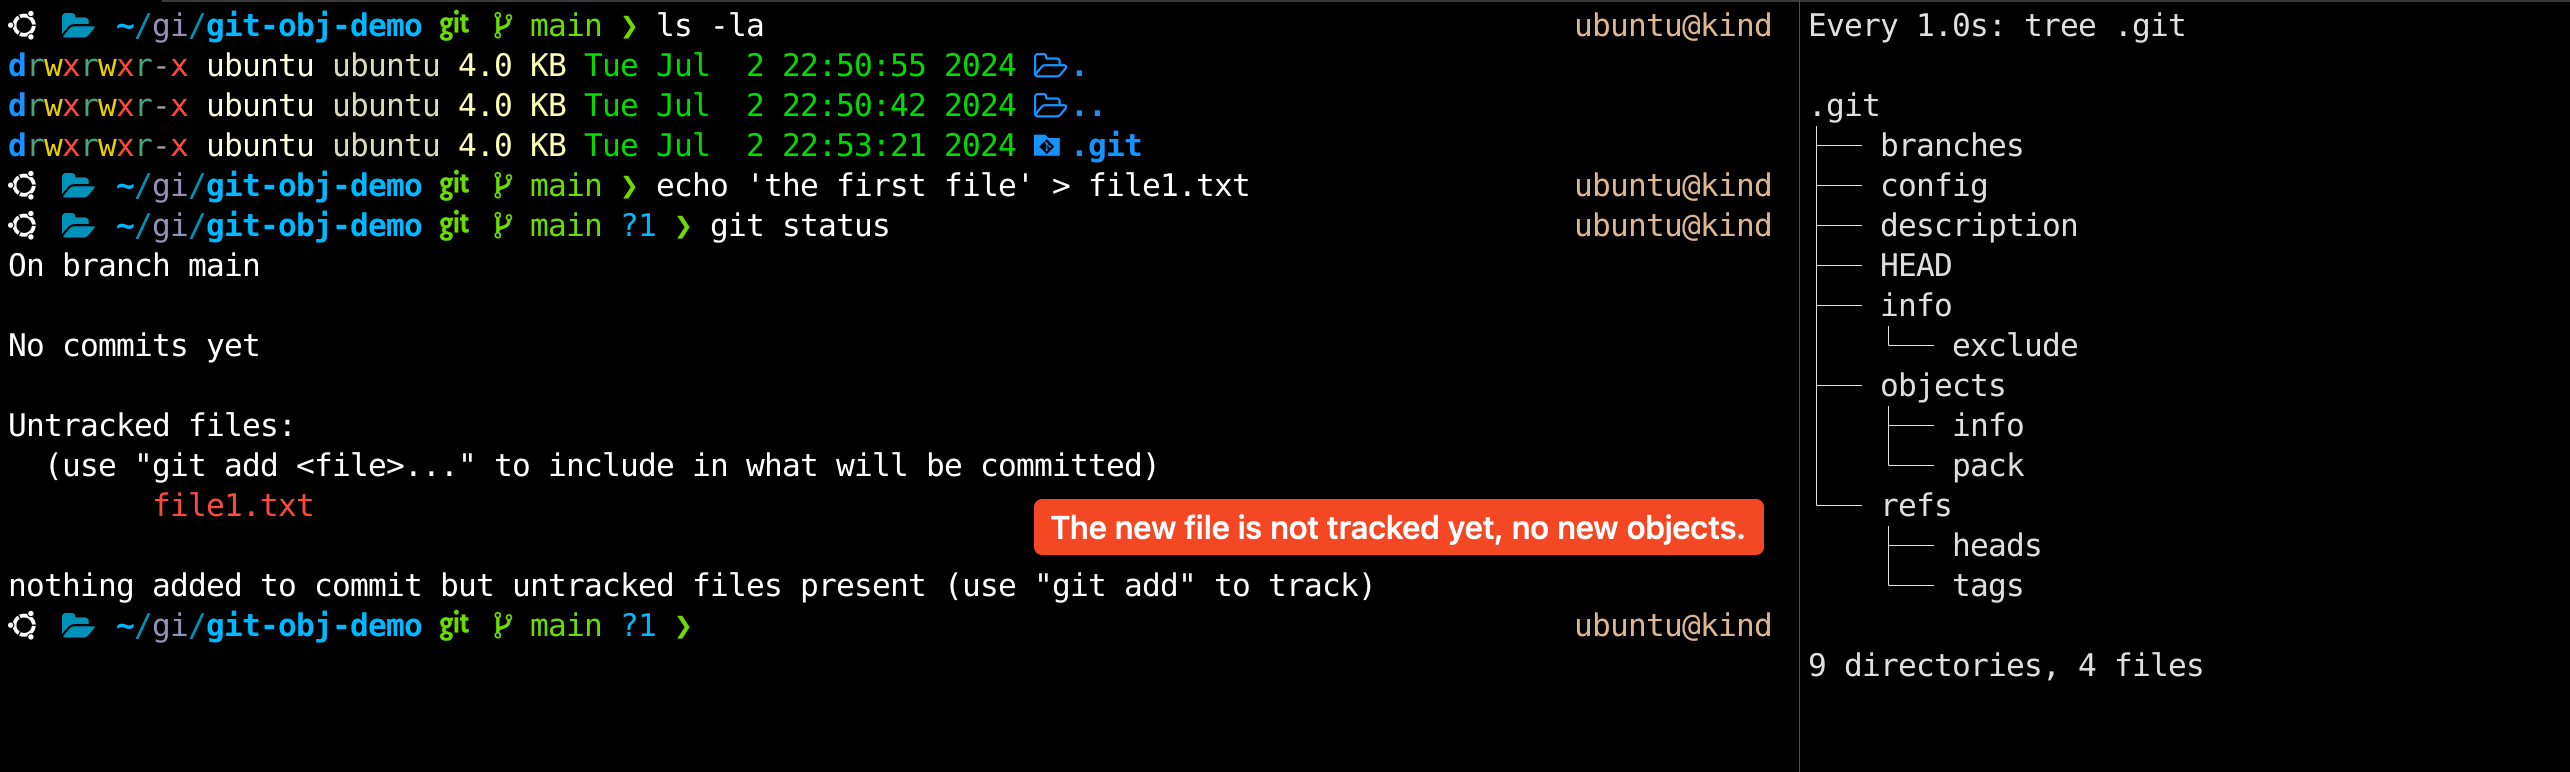 ~/gi/git-obj-demo git main ❯ ls -la ubuntu@kind
drwxrwxr-x ubuntu ubuntu 4.0 KB Tue Jul  2 22:50:55 2024 .
drwxrwxr-x ubuntu ubuntu 4.0 KB Tue Jul  2 22:50:42 2024 ..
drwxrwxr-x ubuntu ubuntu 4.0 KB Tue Jul  2 22:53:21 2024 .git
~/gi/git-obj-demo git main ❯ echo 'the first file' > file1.txt ubuntu@kind
~/gi/git-obj-demo git main ?1 ❯ git status ubuntu@kind
On branch main
No commits yet
Untracked files:
  (use "git add <file>..." to include in what will be committed)
        file1.txt
The new file is not tracked yet, no new objects.
nothing added to commit but untracked files present (use "git add" to track)
~/gi/git-obj-demo git main ?1 ❯ ubuntu@kind
Every 1.0s: tree .git
.git
├── branches
├── config
├── description
├── HEAD
├── info
│   └── exclude
├── objects
│   ├── info
│   └── pack
└── refs
    ├── heads
    └── tags
9 directories, 4 files